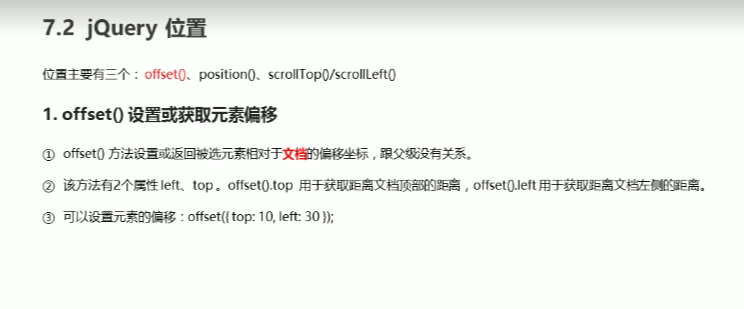 7.2 jQuery 位置
位置主要有三个： offset()、position()、scrollTop()/scrollLeft()
1. offset() 设置或获取元素偏移
① offset() 方法设置或返回被选元素相对于文档的偏移坐标，跟父级没有关系。
② 该方法有2个属性 left、top 。offset().top 用于获取距离文档顶部的距离，offset().left 用于获取距离文档左侧的距离。
③ 可以设置元素的偏移：offset({ top: 10, left: 30 });